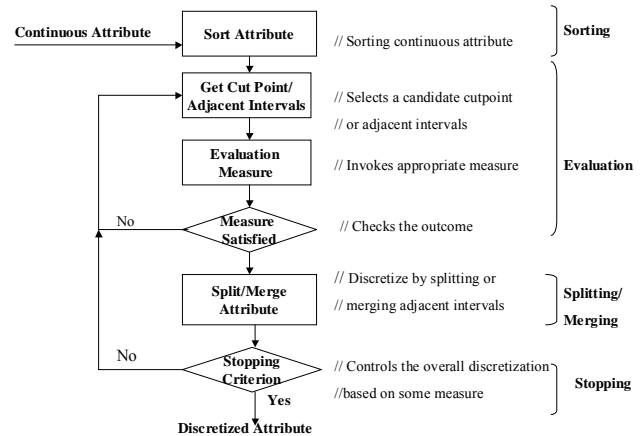 Continuous Attribute
Sort Attribute
// Sorting continuous attribute
Sorting
Get Cut Point/
Adjacent Intervals
// Selects a candidate cutpoint
// or adjacent intervals
Evaluation
Measure
// Invokes appropriate measure
Evaluation
No
Measure
Satisfied
// Checks the outcome
Split/Merge
Attribute
// Discretize by splitting or
// merging adjacent intervals
Splitting/
Merging
No
Stopping
Criterion
// Controls the overall discretization
//based on some measure
Stopping
Yes
Discretized Attribute